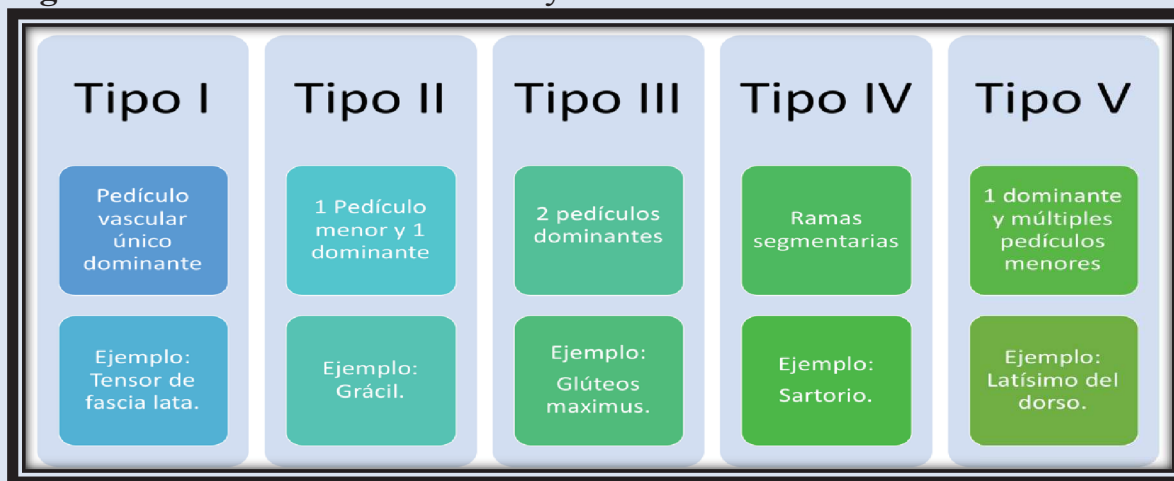 Tipo I
Tipo II
Tipo III
Tipo IV
Tipo V
Pedículo
vascular
único
dominante
1 Pedículo
menor y 1
dominante
2 pedículos
dominantes
Ramas
segmentarias
1 dominante
y múltiples
pedículos
menores
Ejemplo:
Tensor de
fascia lata.
Ejemplo:
Grácil.
Ejemplo:
Glúteos
maximus.
Ejemplo:
Sartorio.
Ejemplo:
Latísimo del
dorso.